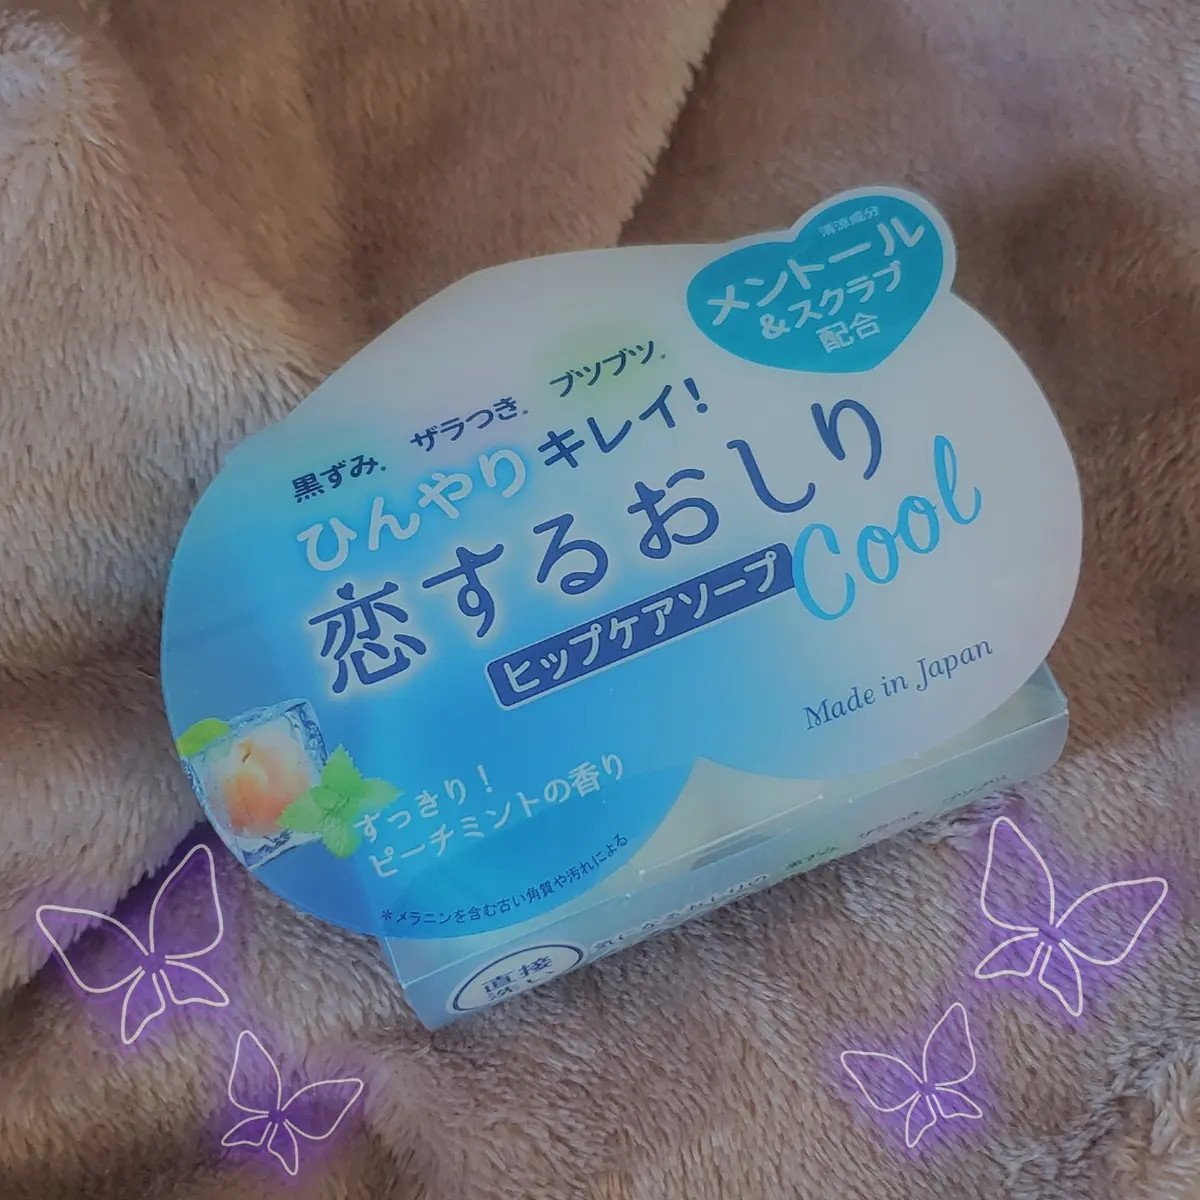 清涼成分
メントール
&スクラブ
配合
黒ずみ* ザラつき* ブツブツ*
ひんやりキレイ!
恋するおしり
ヒップケアソープ
Cool
Made in Japan
すっきり!
ピーチミントの香り
*メラニンを含む古い角質や汚れによる
直接
黒ずみ